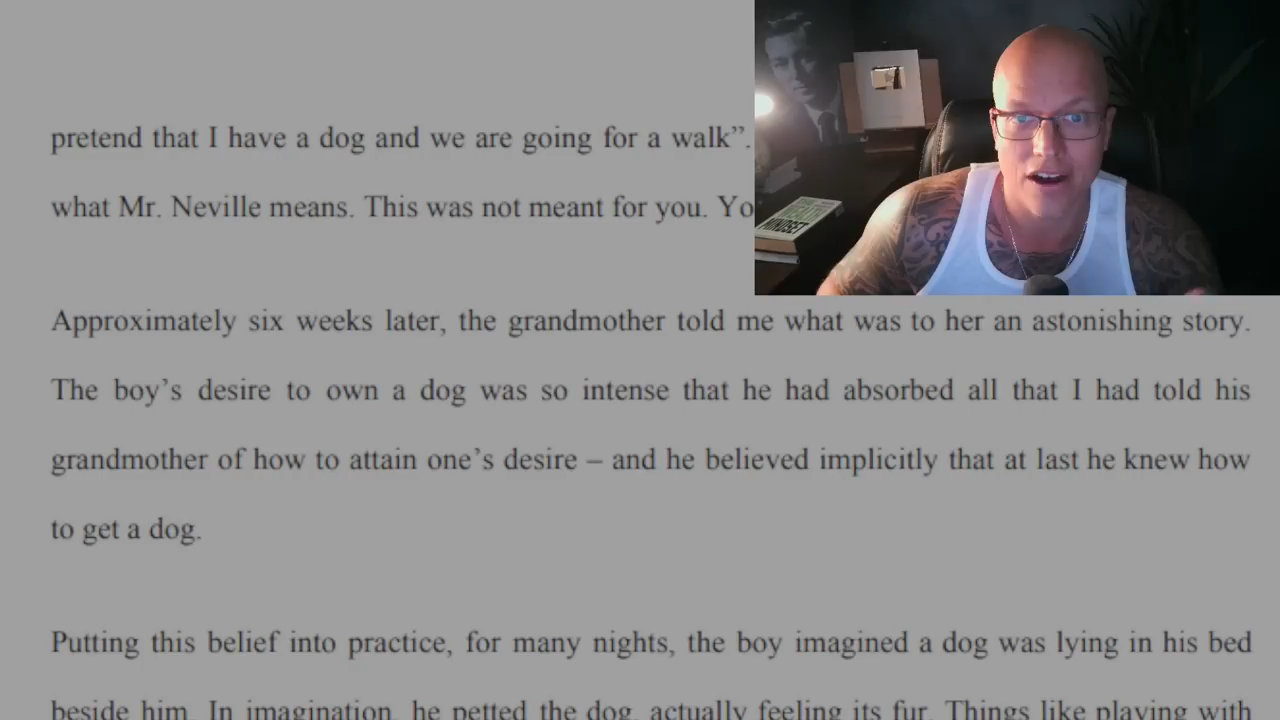 pretend that I have a dog and we are going for a walk”.
what Mr. Neville means. This was not meant for you. Yo
MINDSET
Approximately six weeks later, the grandmother told me what was to her an astonishing story.
The boy’s desire to own a dog was so intense that he had absorbed all that I had told his
grandmother of how to attain one’s desire – and he believed implicitly that at last he knew how
to get a dog.
Putting this belief into practice, for many nights, the boy imagined a dog was lying in his bed
beside him. In imagination, he petted the dog, actually feeling its fur. Things like playing with